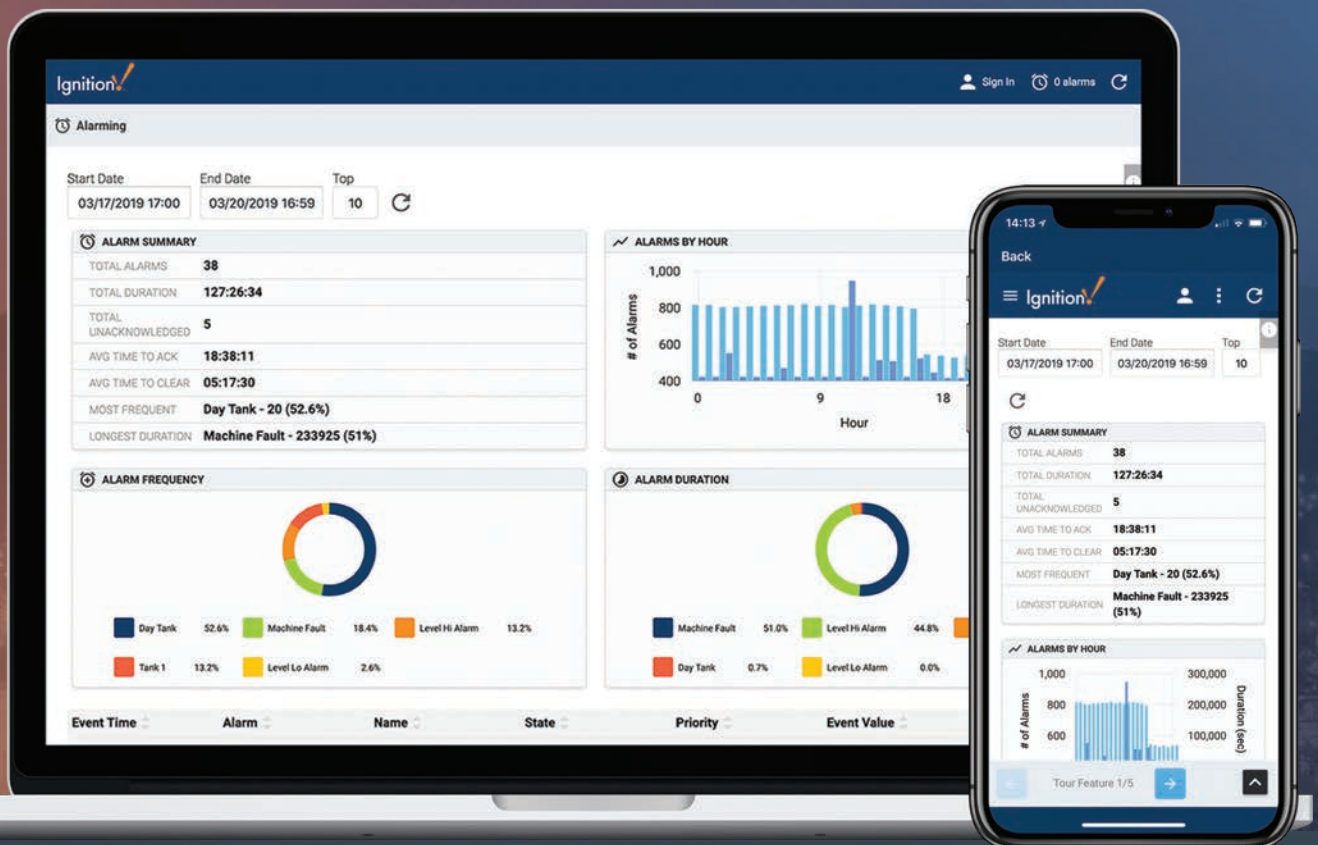 Ignition!
Sign In 0 alarms
Alarming
Start Date End Date Top
03/17/2019 17:00 03/20/2019 16:59 10
ALARM SUMMARY
TOTAL ALARMS 38
TOTAL DURATION 127:26:34
TOTAL
UNACKNOWLEDGED 5
AVG TIME TO ACK 18:38:11
AVG TIME TO CLEAR 05:17:30
MOST FREQUENT Day Tank - 20 (52.6%)
LONGEST DURATION Machine Fault - 233925 (51%)
ALARMS BY HOUR
1,000
800
600
400
# of Alarms
0 9 18
Hour
ALARM FREQUENCY
Day Tank 52.6% Machine Fault 18.4% Level Hi Alarm 13.2%
Tank 1 13.2% Level Lo Alarm 2.6%
ALARM DURATION
Machine Fault 51.0% Level Hi Alarm 44.8%
Day Tank 0.7% Level Lo Alarm 0.0%
Event Time Alarm Name State Priority Event Value
14:13
Back
Ignition!
Start Date End Date Top
03/17/2019 17:00 03/20/2019 16:59 10
ALARM SUMMARY
TOTAL ALARMS 38
TOTAL DURATION 127:26:34
TOTAL
UNACKNOWLEDGED 5
AVG TIME TO ACK 18:38:11
AVG TIME TO CLEAR 05:17:30
MOST FREQUENT Day Tank - 20 (52.6%)
LONGEST DURATION Machine Fault - 233925
(51%)
ALARMS BY HOUR
1,000 300,000
800 200,000
600 100,000
# of Alarms
Duration (sec)
Tour Feature 1/5